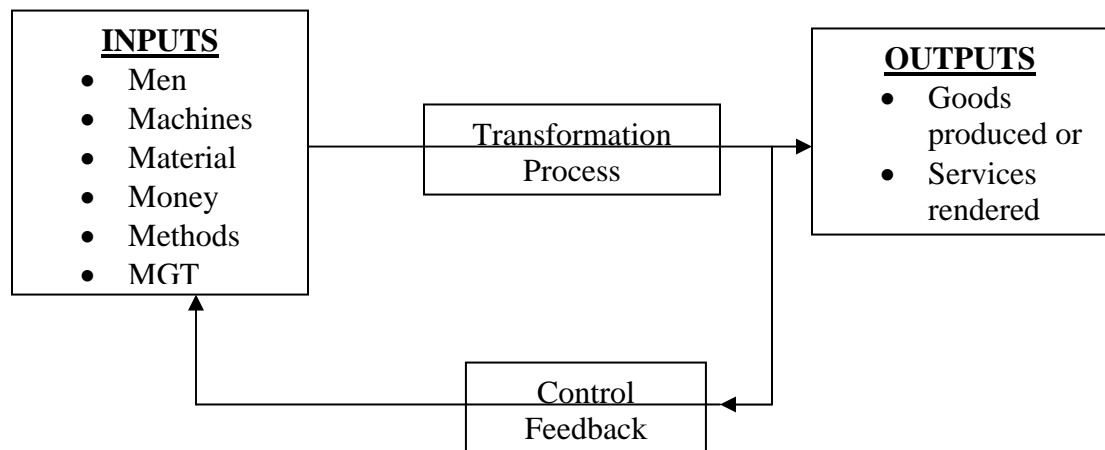 INPUTS
• Men
• Machines
• Material
• Money
• Methods
• MGT
Transformation
Process
OUTPUTS
• Goods
produced or
• Services
rendered
Control
Feedback